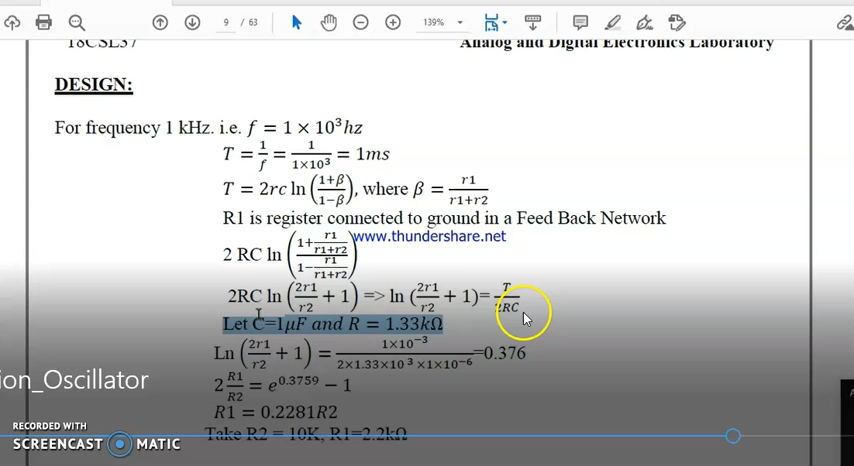 9 / 63
139%
18CSL37 Analog and Digital Electronics Laboratory
DESIGN:
For frequency 1 kHz. i.e. f = 1 × 10³hz
T = 1/f = 1/(1×10³) = 1ms
T = 2rc ln ((1+β)/(1−β)), where β = r1/(r1+r2)
R1 is register connected to ground in a Feed Back Network
www.thundershare.net
2 RC ln ((1+ r1/(r1+r2))/(1− r1/(r1+r2)))
2RC ln (2r1/r2 + 1) => ln (2r1/r2 + 1)= T/2RC
Let C=1μF and R = 1.33kΩ
Ln (2r1/r2 + 1) = 1×10⁻³/(2×1.33×10³ ×1×10⁻⁶) =0.376
ion_Oscillator
2 R1/R2 = e^0.3759 − 1
R1 = 0.2281R2
RECORDED WITH
SCREENCAST MATIC
Take R2 = 10K, R1=2.2kΩ